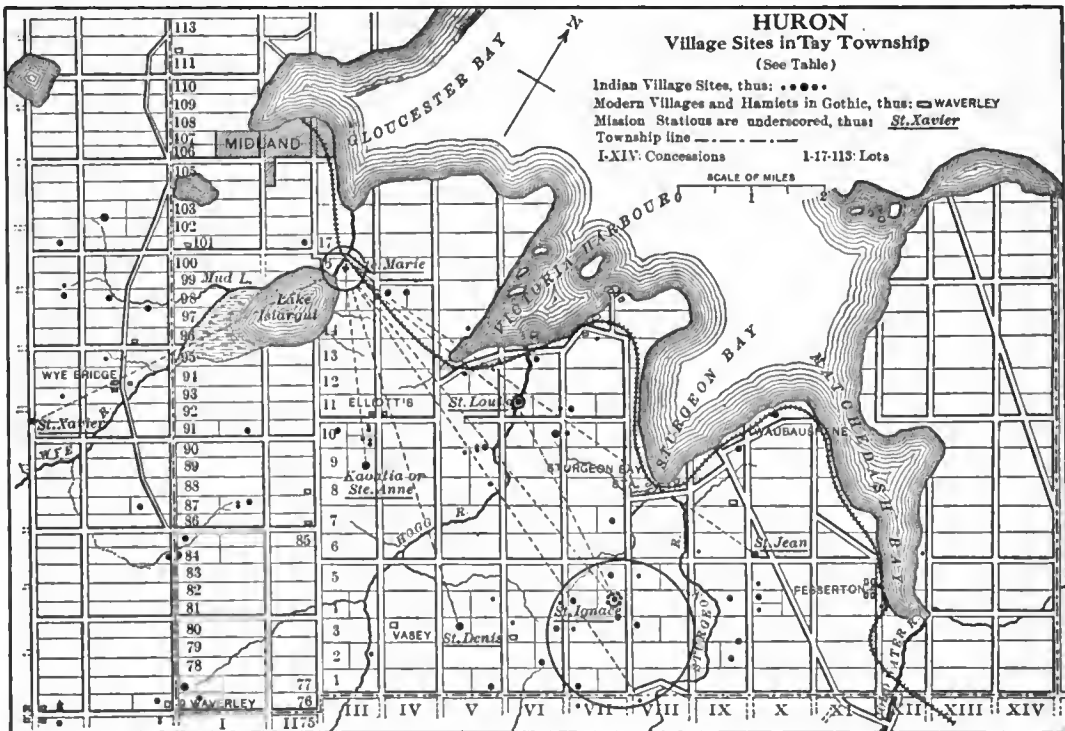 HURON
Village Sites in Tay Township
(See Table)
Indian Village Sites, thus:
Modern Villages and Hamlets in Gothic, thus: WAVERLEY
Mission Stations are underscored, thus: St. Xavier
Township line
I-XIV: Concessions 1-17-113: Lots
SCALE OF MILES
1 2
GLOUCESTER BAY
N
113
111
110
109
108
107
106
MIDLAND
105
103
102
101
17
100
99
98
97
96
95
Mud L.
Lake
Isiargui
Ste. Marie
VICTORIA HARBOUR
STURGEON BAY
MATCHEDASH BAY
14
13
12
11
10
9
8
7
6
5
4
3
2
1
WYE BRIDGE
94
93
92
91
90
89
88
87
86
85
84
83
82
81
80
79
78
77
76
75
St. Xavier
WYE R.
ELLIOTT'S
St. Louis
Kaotia or
Ste. Anne
WAUBAUSHENE
STURGEON BAY
HOGG R.
St. Jean
FESSERTON
St. Ignace
STURGEON R.
VASEY
St. Denis
WATER R.
WAVERLEY
I II III IV V VI VII VIII IX X XI XII XIII XIV